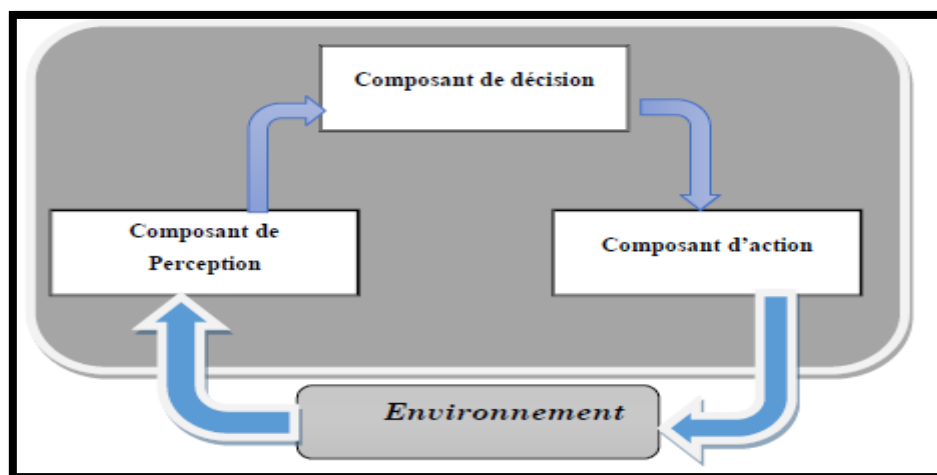 Composant de décision
Composant de
Perception
Composant d’action
Environnement